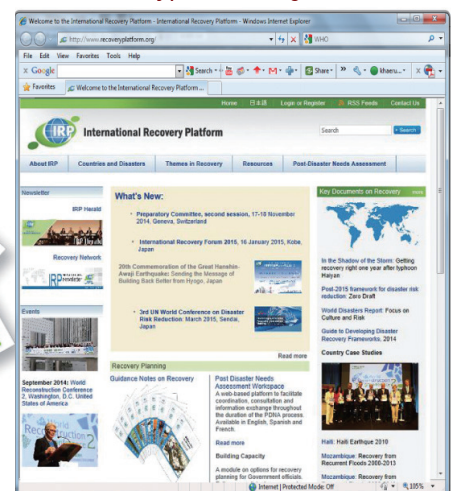 Welcome to the International Recovery Platform - International Recovery Platform - Windows Internet Explorer
http://www.recoveryplatform.org/
WHO
File Edit View Favorites Tools Help
x Google Search Share khaeru...
Favorites Welcome to the International Recovery Platform ...
Home 日本語 Login or Register RSS Feeds Contact Us
IRP International Recovery Platform
Search Search
About IRP Countries and Disasters Themes in Recovery Resources Post-Disaster Needs Assessment
Newsletter
IRP Herald
Recovery Network
Events
September 2014: World
Reconstruction Conference
2, Washington, D.C. United
States of America
What's New:
Preparatory Committee, second session, 17-18 November
2014, Geneva, Switzerland
International Recovery Forum 2015, 16 January 2015, Kobe,
Japan
20th Commemoration of the Great Hanshin-
Awaji Earthquake: Sending the Message of
Building Back Better from Hyogo, Japan
3rd UN World Conference on Disaster
Risk Reduction: March 2015, Sendai,
Japan
Read more
Recovery Planning
Guidance Notes on Recovery
Post Disaster Needs
Assessment Workspace
A web-based platform to facilitate
coordination, consultation and
information exchange throughout
the duration of the PDNA process.
Available in English, Spanish and
French.
Read more
Building Capacity
A module on options for recovery
planning for Government officials.
Key Documents on Recovery more
In the Shadow of the Storm: Getting
recovery right one year after typhoon
Haiyan
Post-2015 framework for disaster risk
reduction: Zero Draft
World Disasters Report: Focus on
Culture and Risk
Guide to Developing Disaster
Recovery Frameworks, 2014
Country Case Studies
Haiti: Haiti Earthque 2010
Mozambique: Recovery from
Recurrent Floods 2000-2013
Mozambique: Recovery from
Internet | Protected Mode: Off 105%